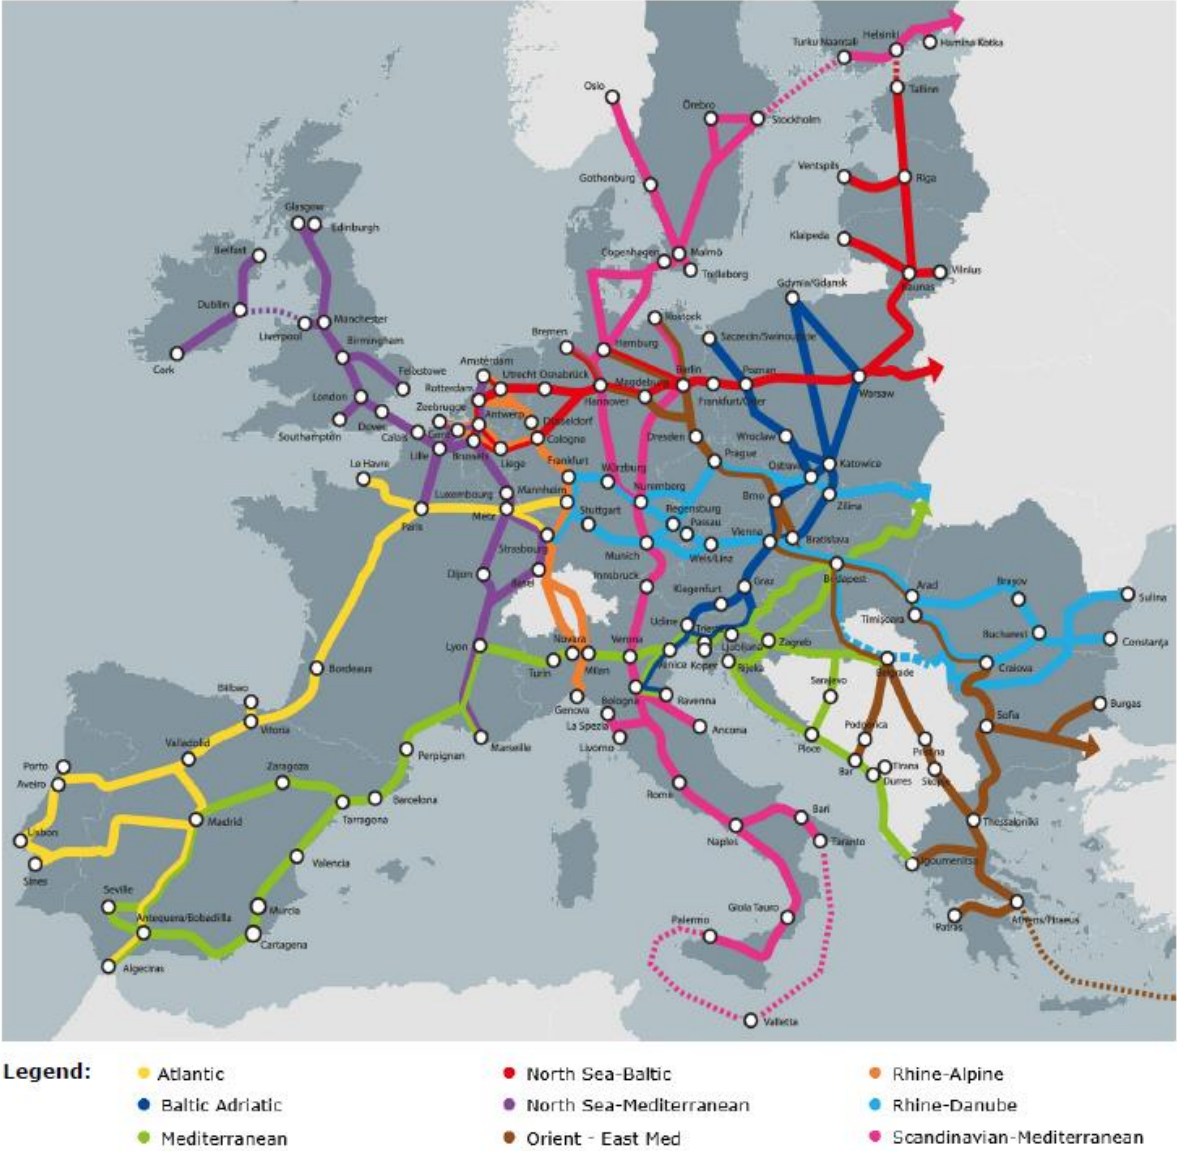 Helsinki
Turku Naantali
Hamina Kotka
Oslo
Tallinn
Örebro
Stockholm
Ventspils
Riga
Gothenburg
Glasgow
Edinburgh
Klaipeda
Belfast
Copenhagen
Malmö
Trelleborg
Vilnius
Kaunas
Gdynia/Gdansk
Dublin
Liverpool
Manchester
Rostock
Szczecin/Swinoujscie
Birmingham
Bremen
Hamburg
Cork
Amsterdam
Felixstowe
Utrecht
Osnabrück
Magdeburg
Berlin
Poznan
Rotterdam
Hannover
Frankfurt/Oder
Warsaw
London
Zeebrugge
Antwerp
Düsseldorf
Southampton
Dover
Calais
Gent
Cologne
Dresden
Wroclaw
Lille
Brussels
Liege
Prague
Ostrava
Katowice
Le Havre
Frankfurt
Würzburg
Luxembourg
Mannheim
Nuremberg
Brno
Zilina
Paris
Metz
Stuttgart
Regensburg
Passau
Vienna
Bratislava
Strasbourg
Munich
Wels/Linz
Dijon
Basel
Innsbruck
Klagenfurt
Graz
Budapest
Arad
Braşov
Sulina
Udine
Trieste
Timişoara
Bucharest
Constanţa
Lyon
Novara
Verona
Zagreb
Ljubljana
Turin
Milan
Venice
Koper
Rijeka
Belgrade
Craiova
Bordeaux
Bilbao
Sarajevo
Genova
Bologna
Ravenna
Burgas
Vitoria
La Spezia
Ancona
Podgorica
Sofia
Valladolid
Marseille
Livorno
Ploce
Pristina
Perpignan
Porto
Zaragoza
Bar
Tirana
Durres
Skopje
Aveiro
Barcelona
Rome
Madrid
Tarragona
Bari
Thessaloniki
Lisbon
Naples
Taranto
Valencia
Igoumenitsa
Sines
Seville
Murcia
Gioia Tauro
Antequera/Bobadilla
Palermo
Patras
Athens/Piraeus
Cartagena
Algeciras
Valletta
Legend:
Atlantic
North Sea-Baltic
Rhine-Alpine
Baltic Adriatic
North Sea-Mediterranean
Rhine-Danube
Mediterranean
Orient - East Med
Scandinavian-Mediterranean